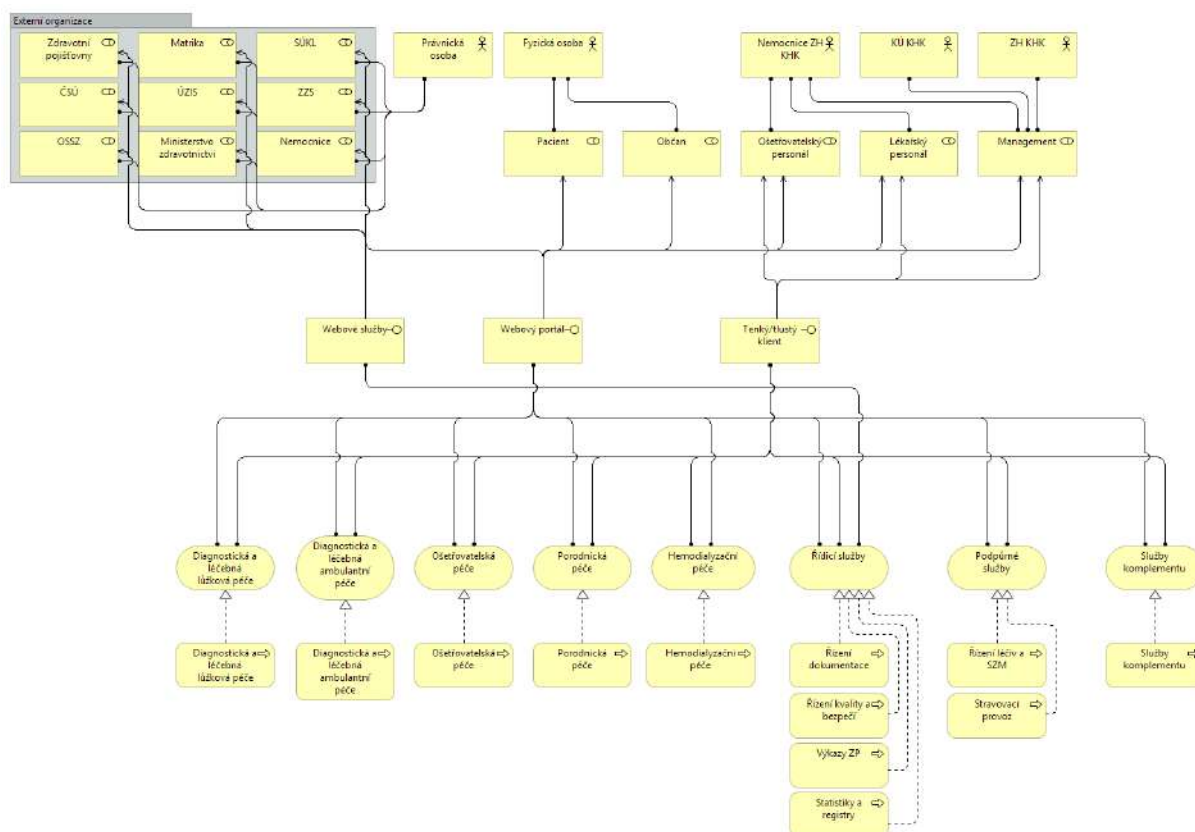 Externí organizace
Zdravotní
pojišťovny
Matrika
SÚKL
Právnická
osoba
Fyzická osoba
Nemocnice ZH
KHK
KÚ KHK
ZH KHK
ČSÚ
ÚZIS
ZZS
OSSZ
Ministerstvo
zdravotnictví
Nemocnice
Pacient
Občan
Ošetřovatelský
personál
Lékařský
personál
Management
Webové služby
Webový portál
Tenký/tlustý
klient
Diagnostická a
léčebná
lůžková péče
Diagnostická a
léčebná
ambulantní
péče
Ošetřovatelská
péče
Porodnická
péče
Hemodialyzační
péče
Řídicí služby
Podpůrné
služby
Služby
komplementu
Diagnostická a
léčebná
lůžková péče
Diagnostická a
léčebná
ambulantní
péče
Ošetřovatelská
péče
Porodnická
péče
Hemodialyzační
péče
Řízení
dokumentace
Řízení léčiv a
SZM
Služby
komplementu
Řízení kvality a
bezpečí
Stravovací
provoz
Výkazy ZP
Statistiky a
registry